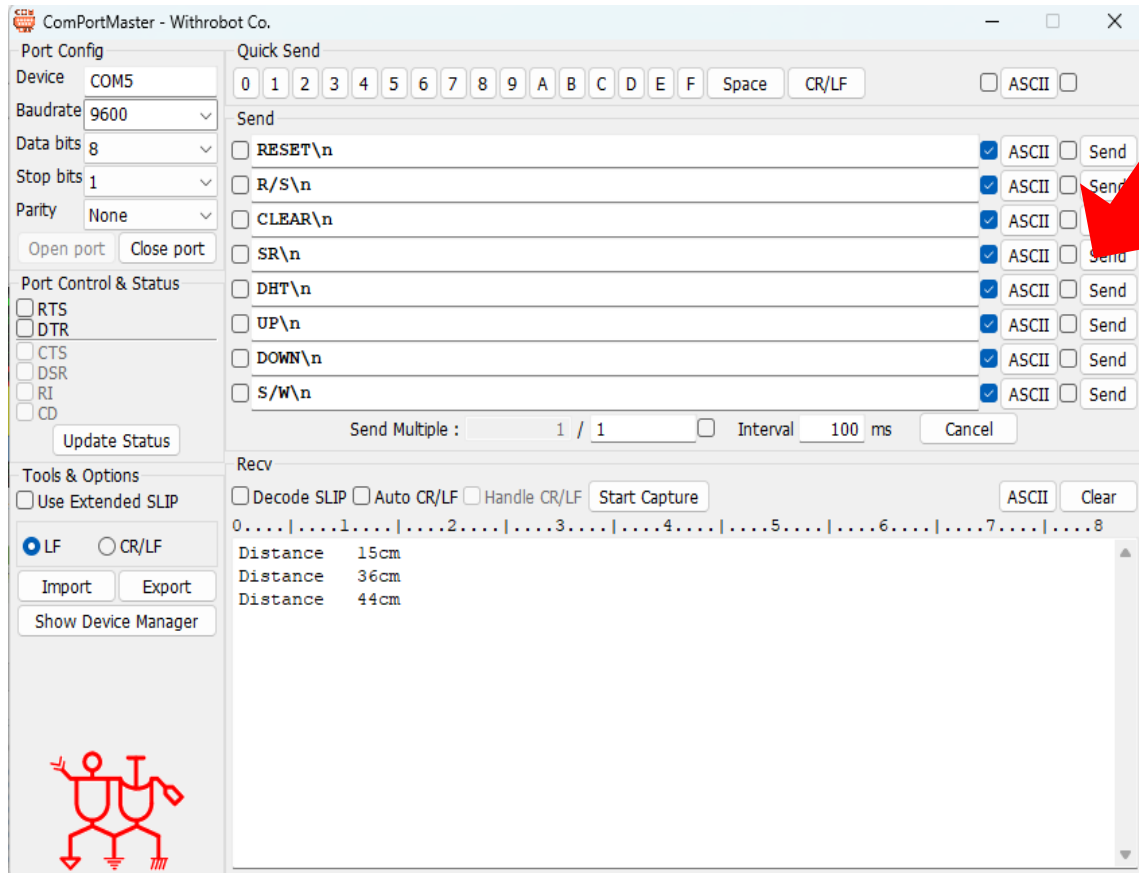 ComPortMaster - Withrobot Co.
Port Config
Device COM5
Baudrate 9600
Data bits 8
Stop bits 1
Parity None
Open port Close port
Port Control & Status
RTS
DTR
CTS
DSR
RI
CD
Update Status
Tools & Options
Use Extended SLIP
LF CR/LF
Import Export
Show Device Manager
Quick Send
0 1 2 3 4 5 6 7 8 9 A B C D E F Space CR/LF ASCII
Send
RESET\n ASCII Send
R/S\n ASCII Send
CLEAR\n ASCII
SR\n ASCII Send
DHT\n ASCII Send
UP\n ASCII Send
DOWN\n ASCII Send
S/W\n ASCII Send
Send Multiple : 1 / 1 Interval 100 ms Cancel
Recv
Decode SLIP Auto CR/LF Handle CR/LF Start Capture ASCII Clear
0....|....1....|....2....|....3....|....4....|....5....|....6....|....7....|....8
Distance 15cm
Distance 36cm
Distance 44cm